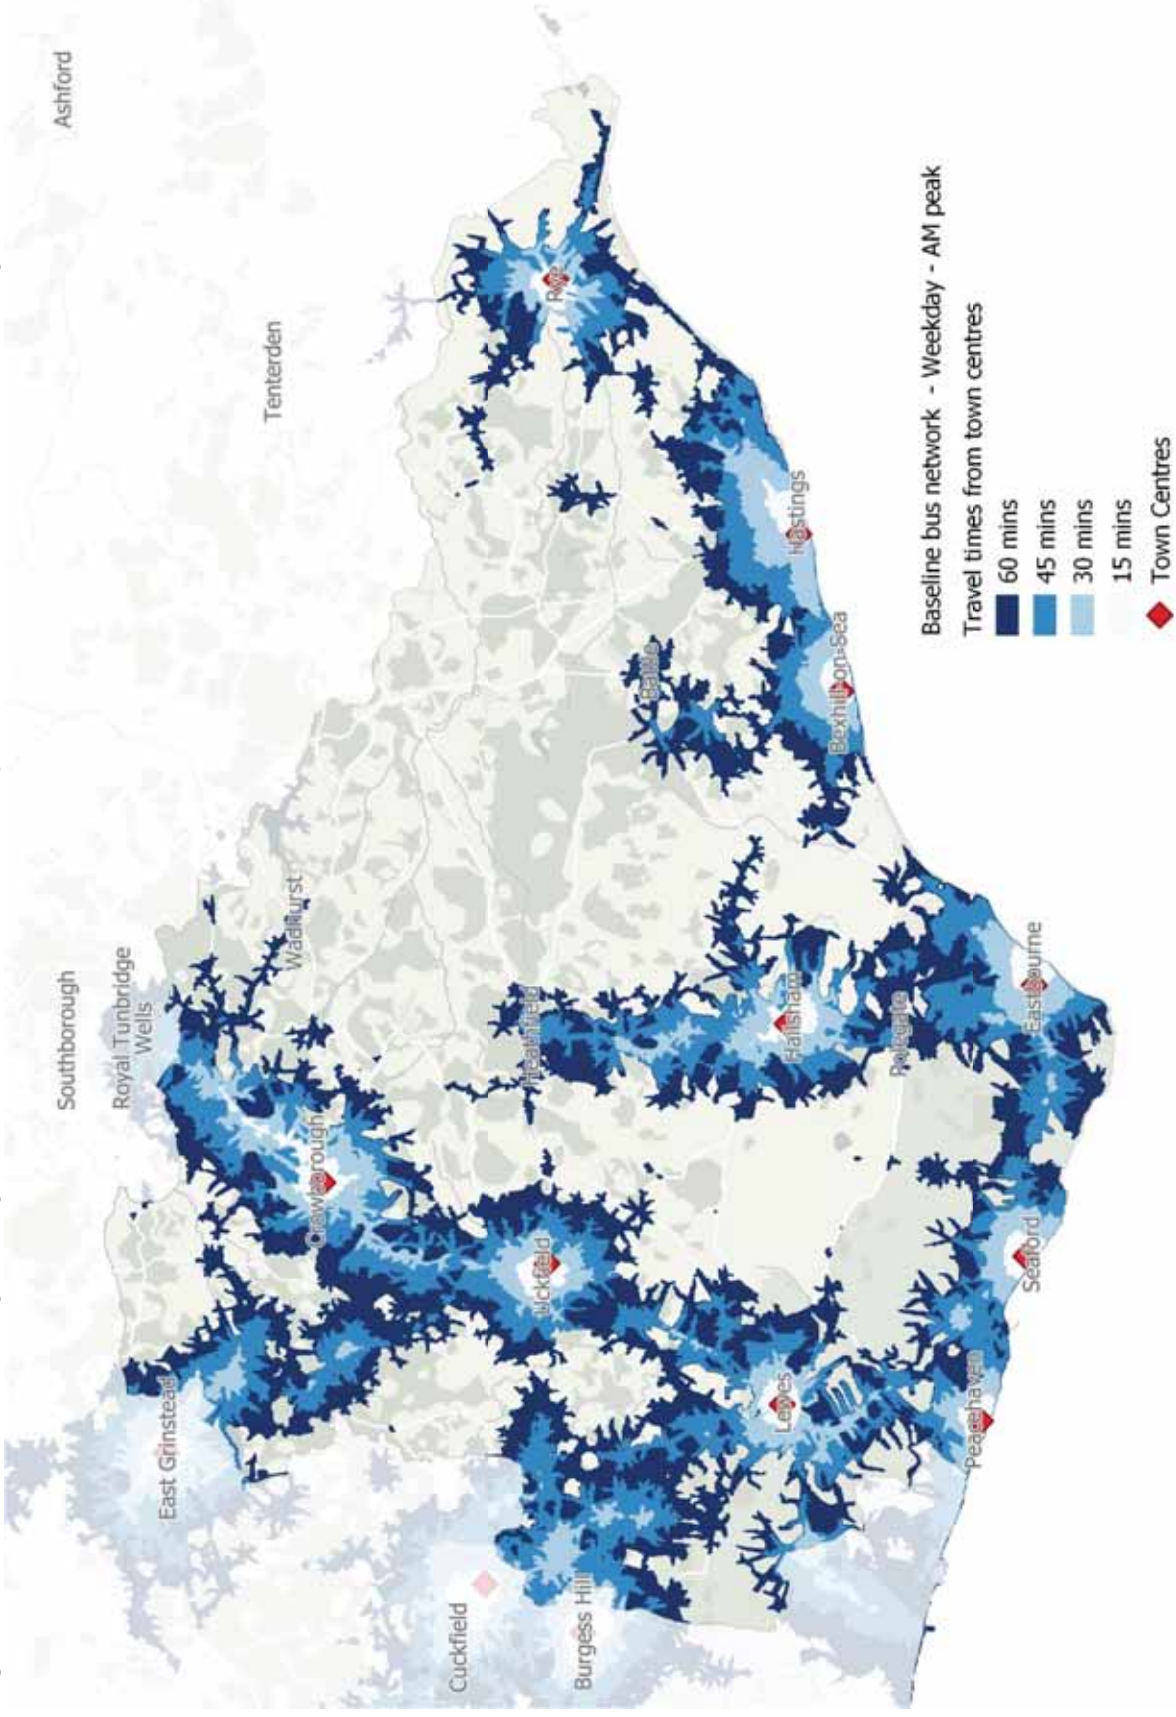 Ashford
Tenterden
Southborough
Royal Tunbridge
Wells
Wadhurst
East Grinstead
Crowborough
Cuckfield
Burgess Hill
Uckfield
Heathfield
Rye
Battle
Hastings
Bexhill-on-Sea
Hailsham
Polegate
Eastbourne
Lewes
Peacehaven
Seaford
Baseline bus network - Weekday - AM peak
Travel times from town centres
60 mins
45 mins
30 mins
15 mins
Town Centres